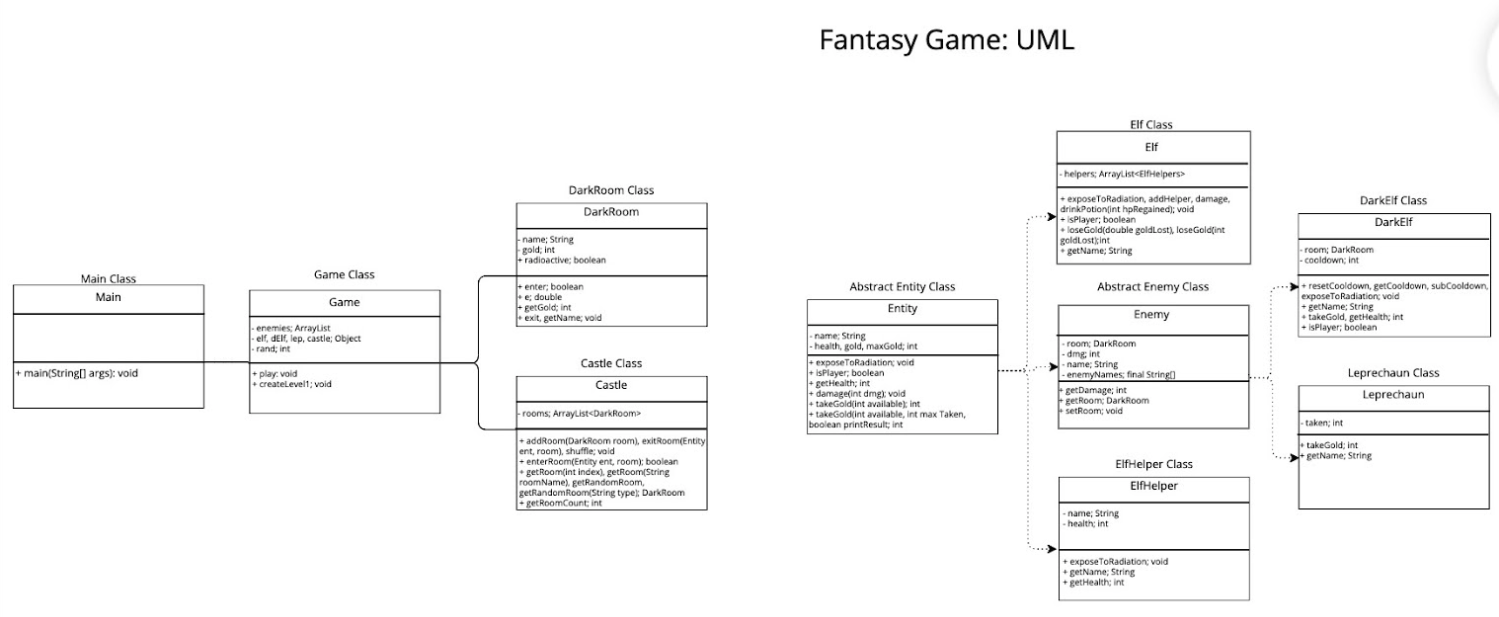 Fantasy Game: UML
Main Class
Main
+ main(String[] args): void
Game Class
Game
- enemies; ArrayList
- elf, dElf, lep, castle; Object
- rand; int
+ play: void
+ createLevel1; void
DarkRoom Class
DarkRoom
- name; String
- gold; int
+ radioactive; boolean
+ enter; boolean
+ e; double
+ getGold; int
+ exit, getName; void
Castle Class
Castle
- rooms; ArrayList<DarkRoom>
+ addRoom(DarkRoom room), exitRoom(Entity
ent, room), shuffle; void
+ enterRoom(Entity ent, room); boolean
+ getRoom(int index), getRoom(String
roomName), getRandomRoom,
getRandomRoom(String type); DarkRoom
+ getRoomCount; int
Abstract Entity Class
Entity
- name; String
- health, gold, maxGold; int
+ exposeToRadiation; void
+ isPlayer; boolean
+ getHealth; int
+ damage(int dmg); void
+ takeGold(int available); int
+ takeGold(int available, int max Taken,
boolean printResult; int
Elf Class
Elf
- helpers; ArrayList<ElfHelpers>
+ exposeToRadiation, addHelper, damage,
drinkPotion(int hpRegained); void
+ isPlayer; boolean
+ loseGold(double goldLost), loseGold(int
goldLost);int
+ getName; String
Abstract Enemy Class
Enemy
- room; DarkRoom
- dmg; int
- name; String
- enemyNames; final String[]
+ getDamage; int
+ getRoom; DarkRoom
+ setRoom; void
ElfHelper Class
ElfHelper
- name; String
- health; int
+ exposeToRadiation; void
+ getName; String
+ getHealth; int
DarkElf Class
DarkElf
- room; DarkRoom
- cooldown; int
+ resetCooldown, getCooldown, subCooldown,
exposeToRadiation; void
+ getName; String
+ takeGold, getHealth; int
+ isPlayer; boolean
Leprechaun Class
Leprechaun
- taken; int
+ takeGold; int
+ getName; String